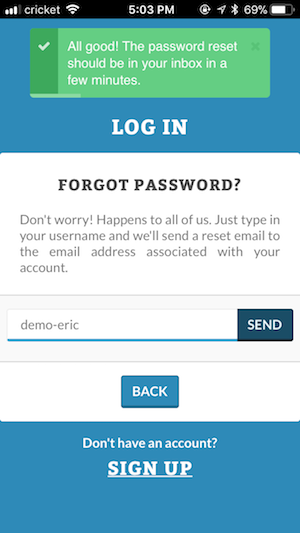 cricket 5:03 PM 69%
All good! The password reset
should be in your inbox in a
few minutes.
LOG IN
FORGOT PASSWORD?
Don't worry! Happens to all of us. Just type in
your username and we'll send a reset email to
the email address associated with your
account.
demo-eric SEND
BACK
Don't have an account?
SIGN UP